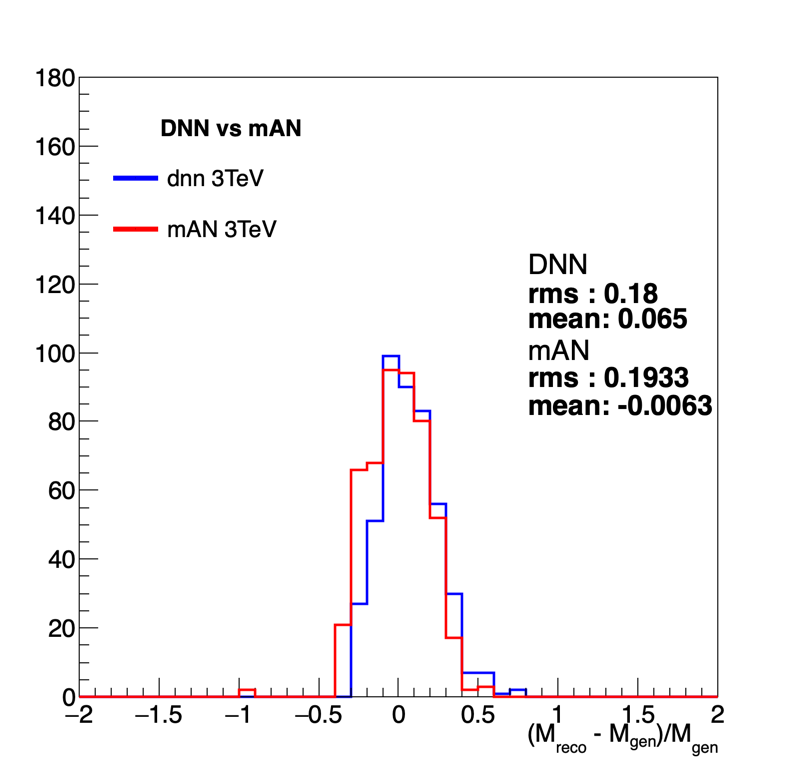 180
160
140
120
100
80
60
40
20
0
DNN vs mAN
dnn 3TeV
mAN 3TeV
DNN
rms : 0.18
mean: 0.065
mAN
rms : 0.1933
mean: -0.0063
−2 −1.5 −1 −0.5 0 0.5 1 1.5 2
(Mreco - Mgen)/Mgen